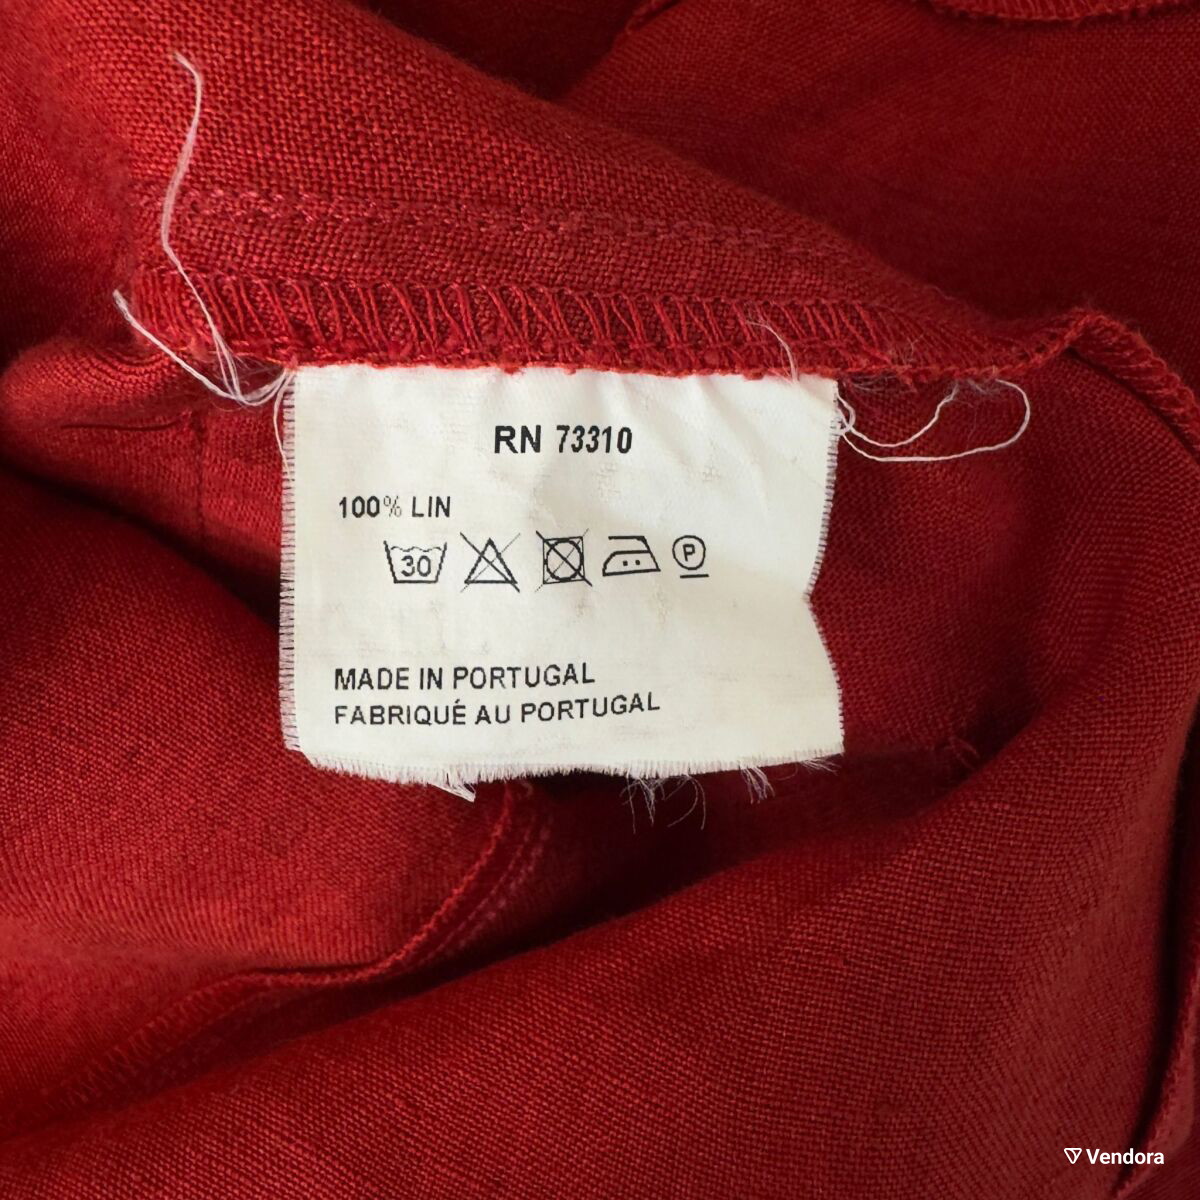 RN 73310
100% LIN
30 P
MADE IN PORTUGAL
FABRIQUÉ AU PORTUGAL
Vendora